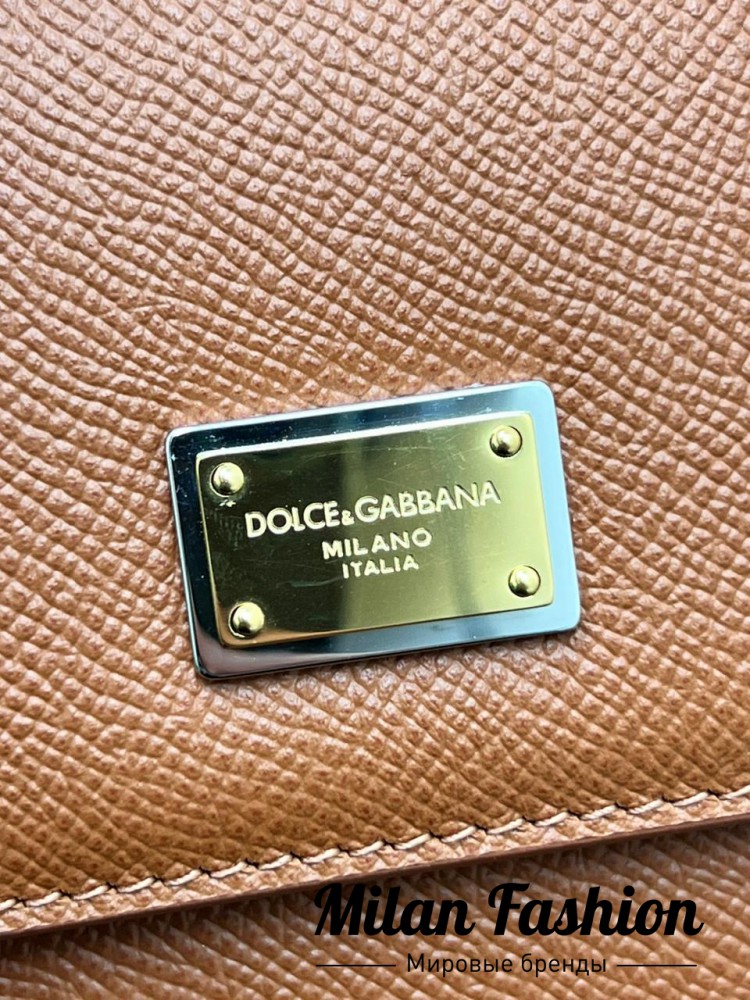 DOLCE&GABBANA
MILANO
ITALIA
Milan Fashion
Мировые бренды